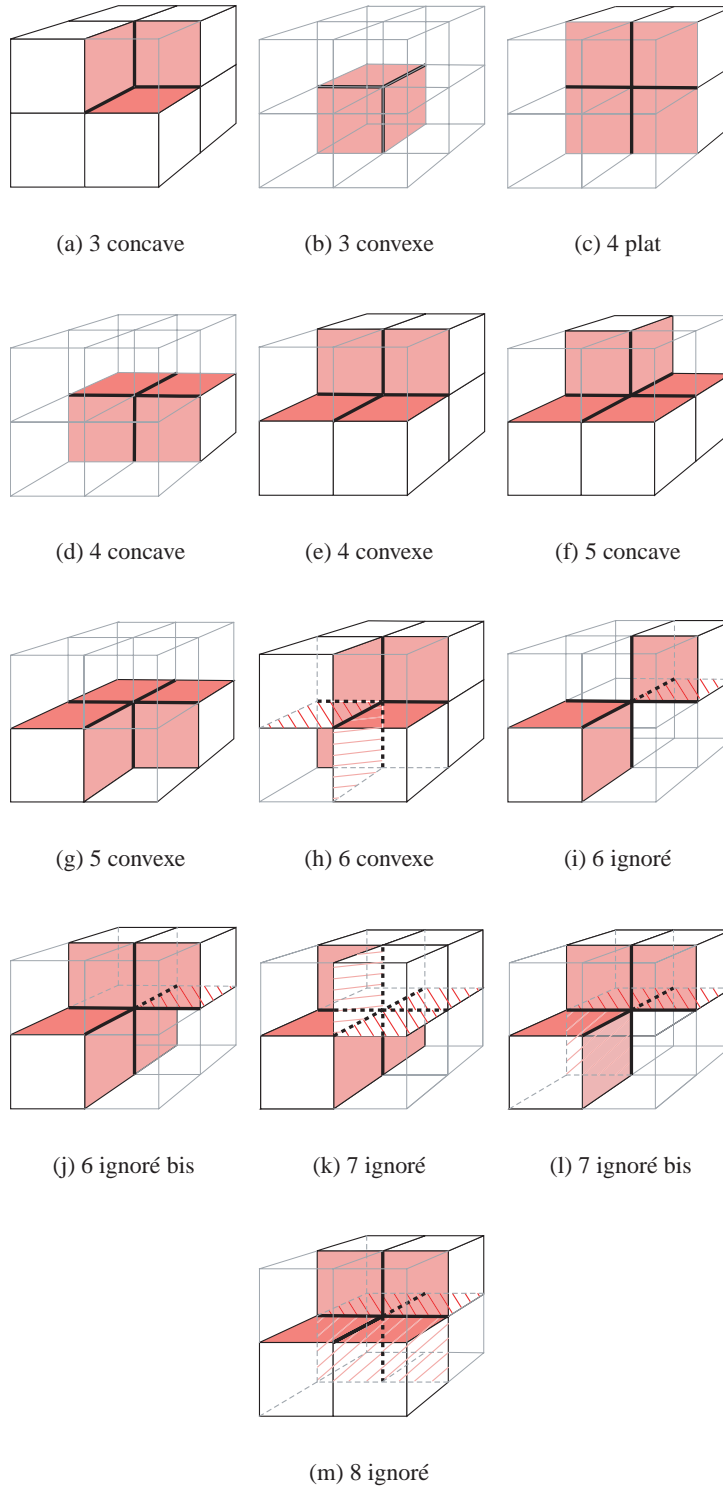 (a) 3 concave
(b) 3 convexe
(c) 4 plat
(d) 4 concave
(e) 4 convexe
(f) 5 concave
(g) 5 convexe
(h) 6 convexe
(i) 6 ignoré
(j) 6 ignoré bis
(k) 7 ignoré
(l) 7 ignoré bis
(m) 8 ignoré